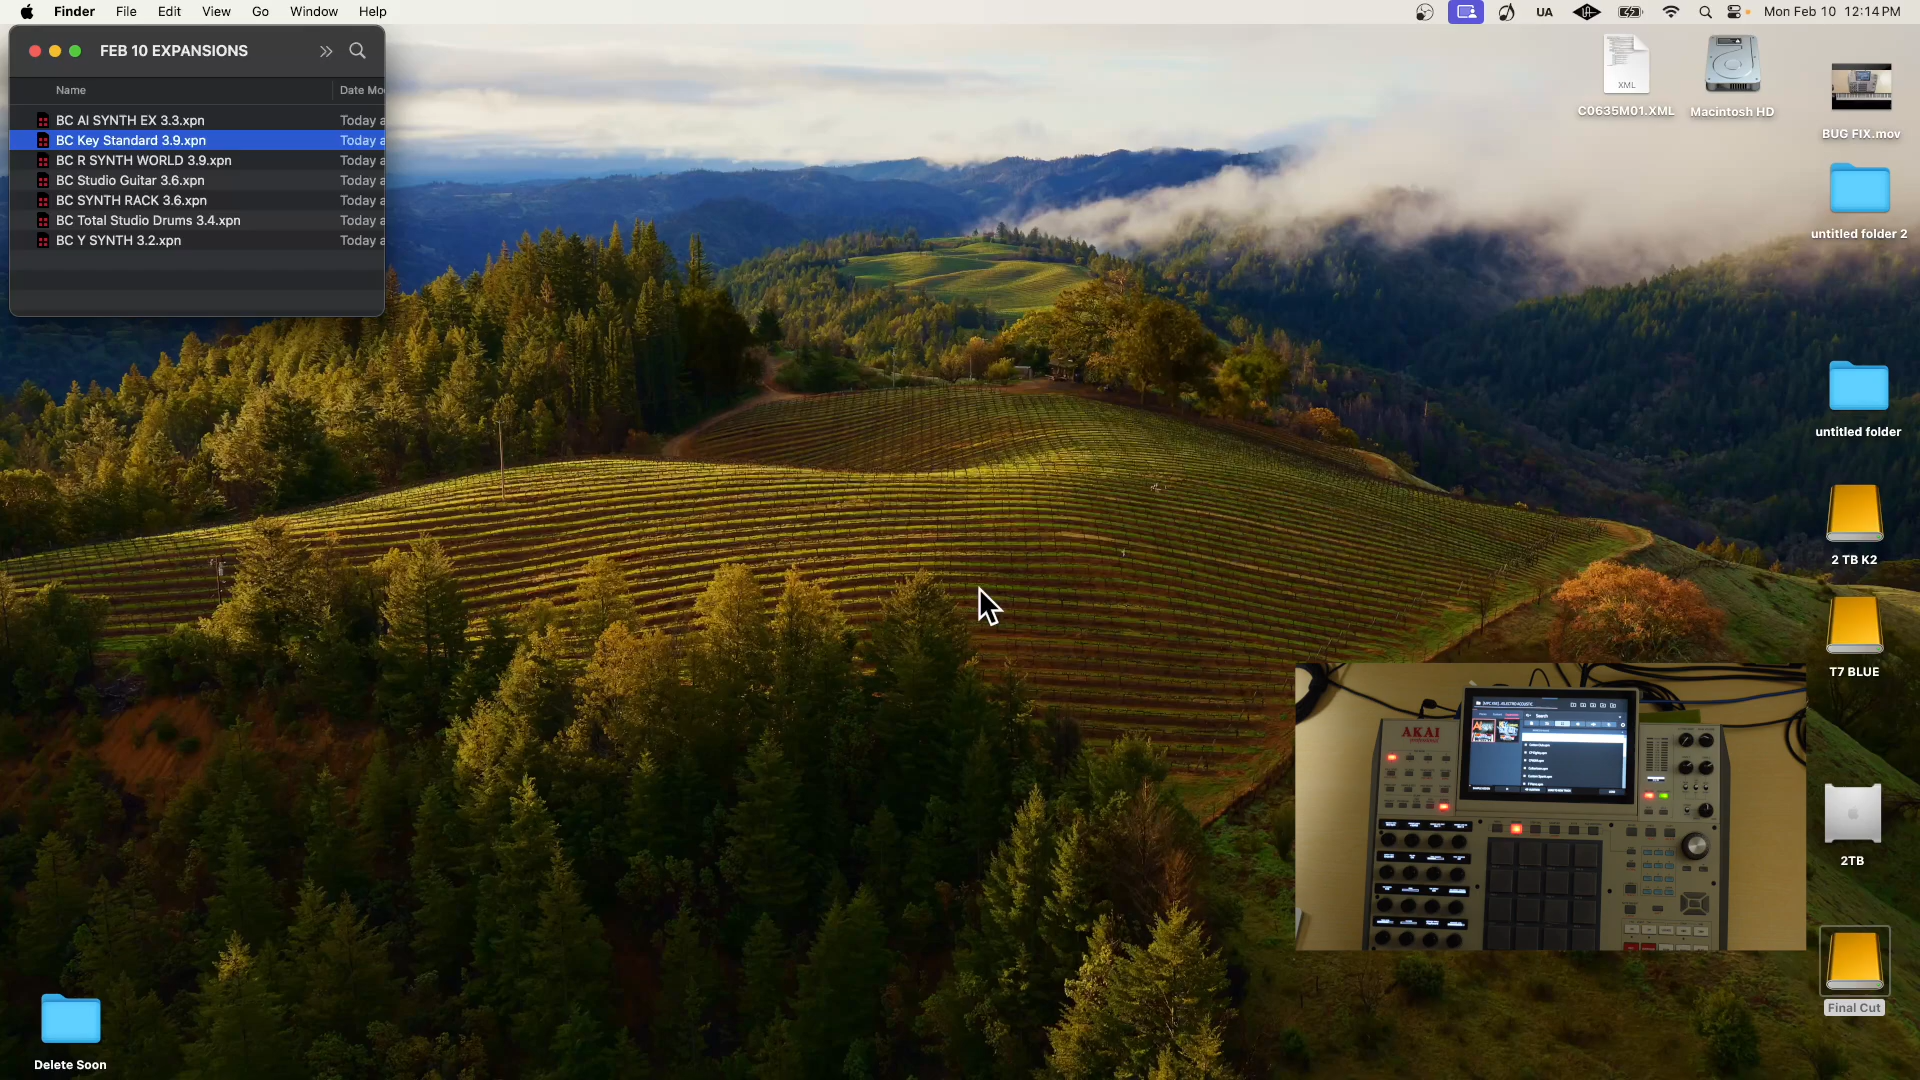 Finder File Edit View Go Window Help
UA
Mon Feb 10 12:14 PM
FEB 10 EXPANSIONS
Name
Date Mo
BC AI SYNTH EX 3.3.xpn Today a
BC Key Standard 3.9.xpn Today a
BC R SYNTH WORLD 3.9.xpn Today a
BC Studio Guitar 3.6.xpn Today a
BC SYNTH RACK 3.6.xpn Today a
BC Total Studio Drums 3.4.xpn Today a
BC Y SYNTH 3.2.xpn Today a
XML
C0635M01.XML
Macintosh HD
BUG FIX.mov
untitled folder 2
untitled folder
2 TB K2
T7 BLUE
2TB
Final Cut
Delete Soon
AKAI
Search